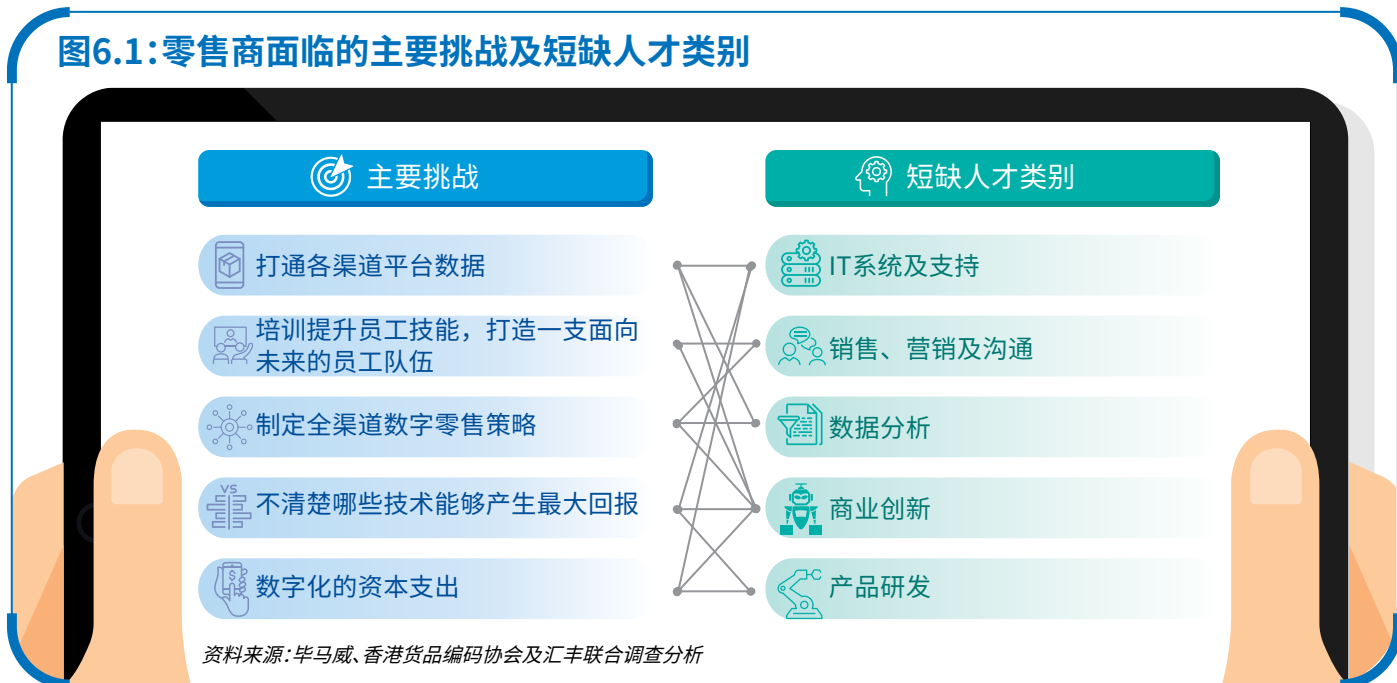 图6.1：零售商面临的主要挑战及短缺人才类别
主要挑战
打通各渠道平台数据
培训提升员工技能，打造一支面向
未来的员工队伍
制定全渠道数字零售策略
VS
不清楚哪些技术能够产生最大回报
$
数字化的资本支出
短缺人才类别
IT系统及支持
销售、营销及沟通
数据分析
商业创新
产品研发
资料来源：毕马威、香港货品编码协会及汇丰联合调查分析